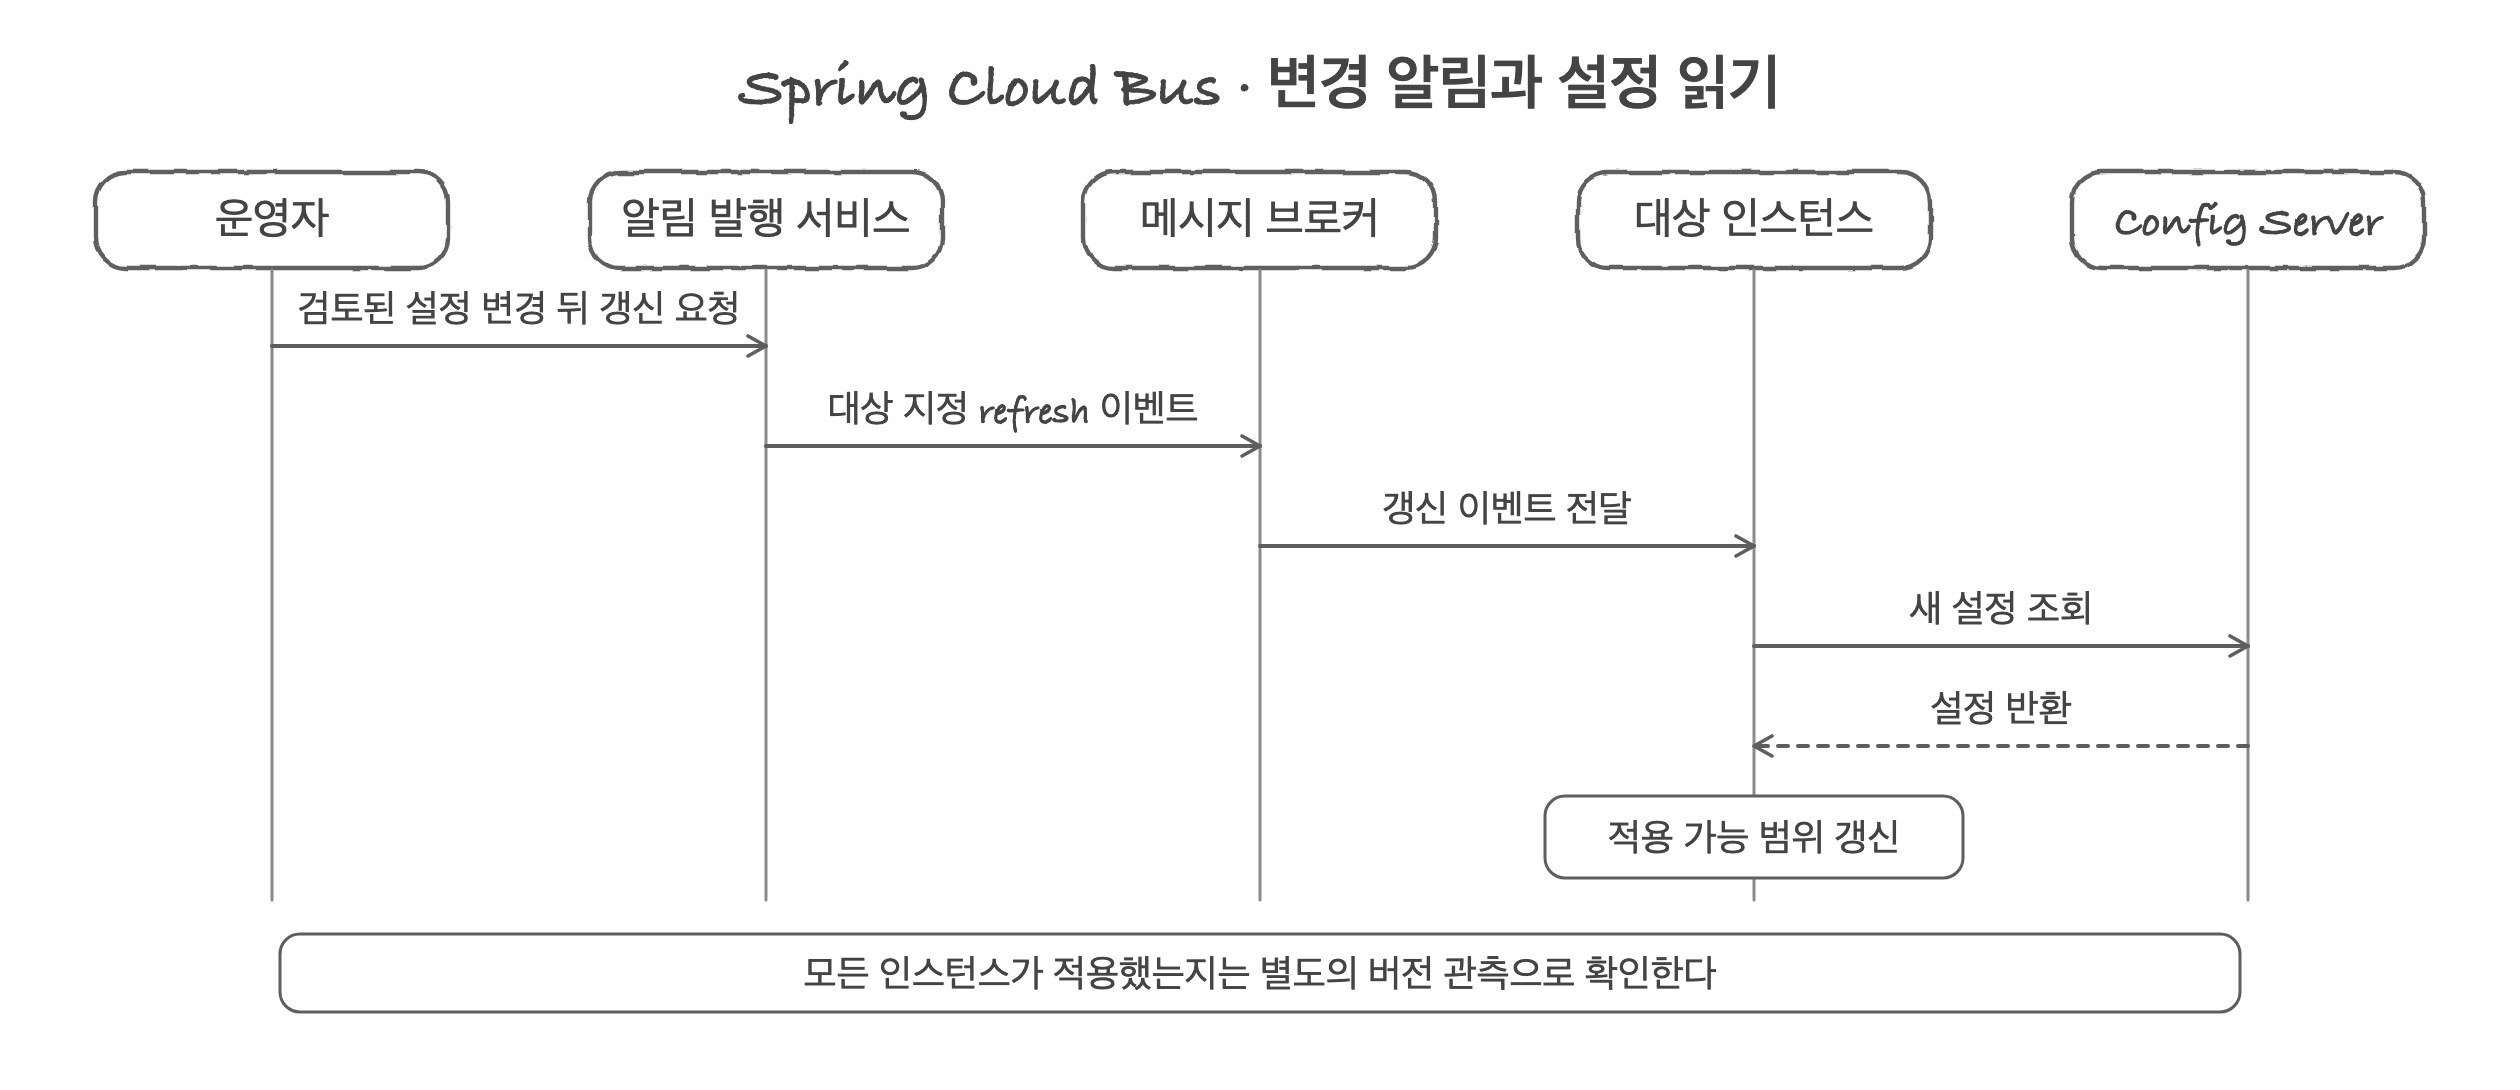 Spring Cloud Bus · 변경 알림과 설정 읽기
운영자
알림 발행 서비스
메시지 브로커
대상 인스턴스
Config Server
검토된 설정 변경 뒤 갱신 요청
대상 지정 refresh 이벤트
갱신 이벤트 전달
새 설정 조회
설정 반환
적용 가능 범위 갱신
모든 인스턴스가 적용했는지는 별도의 버전 관측으로 확인한다